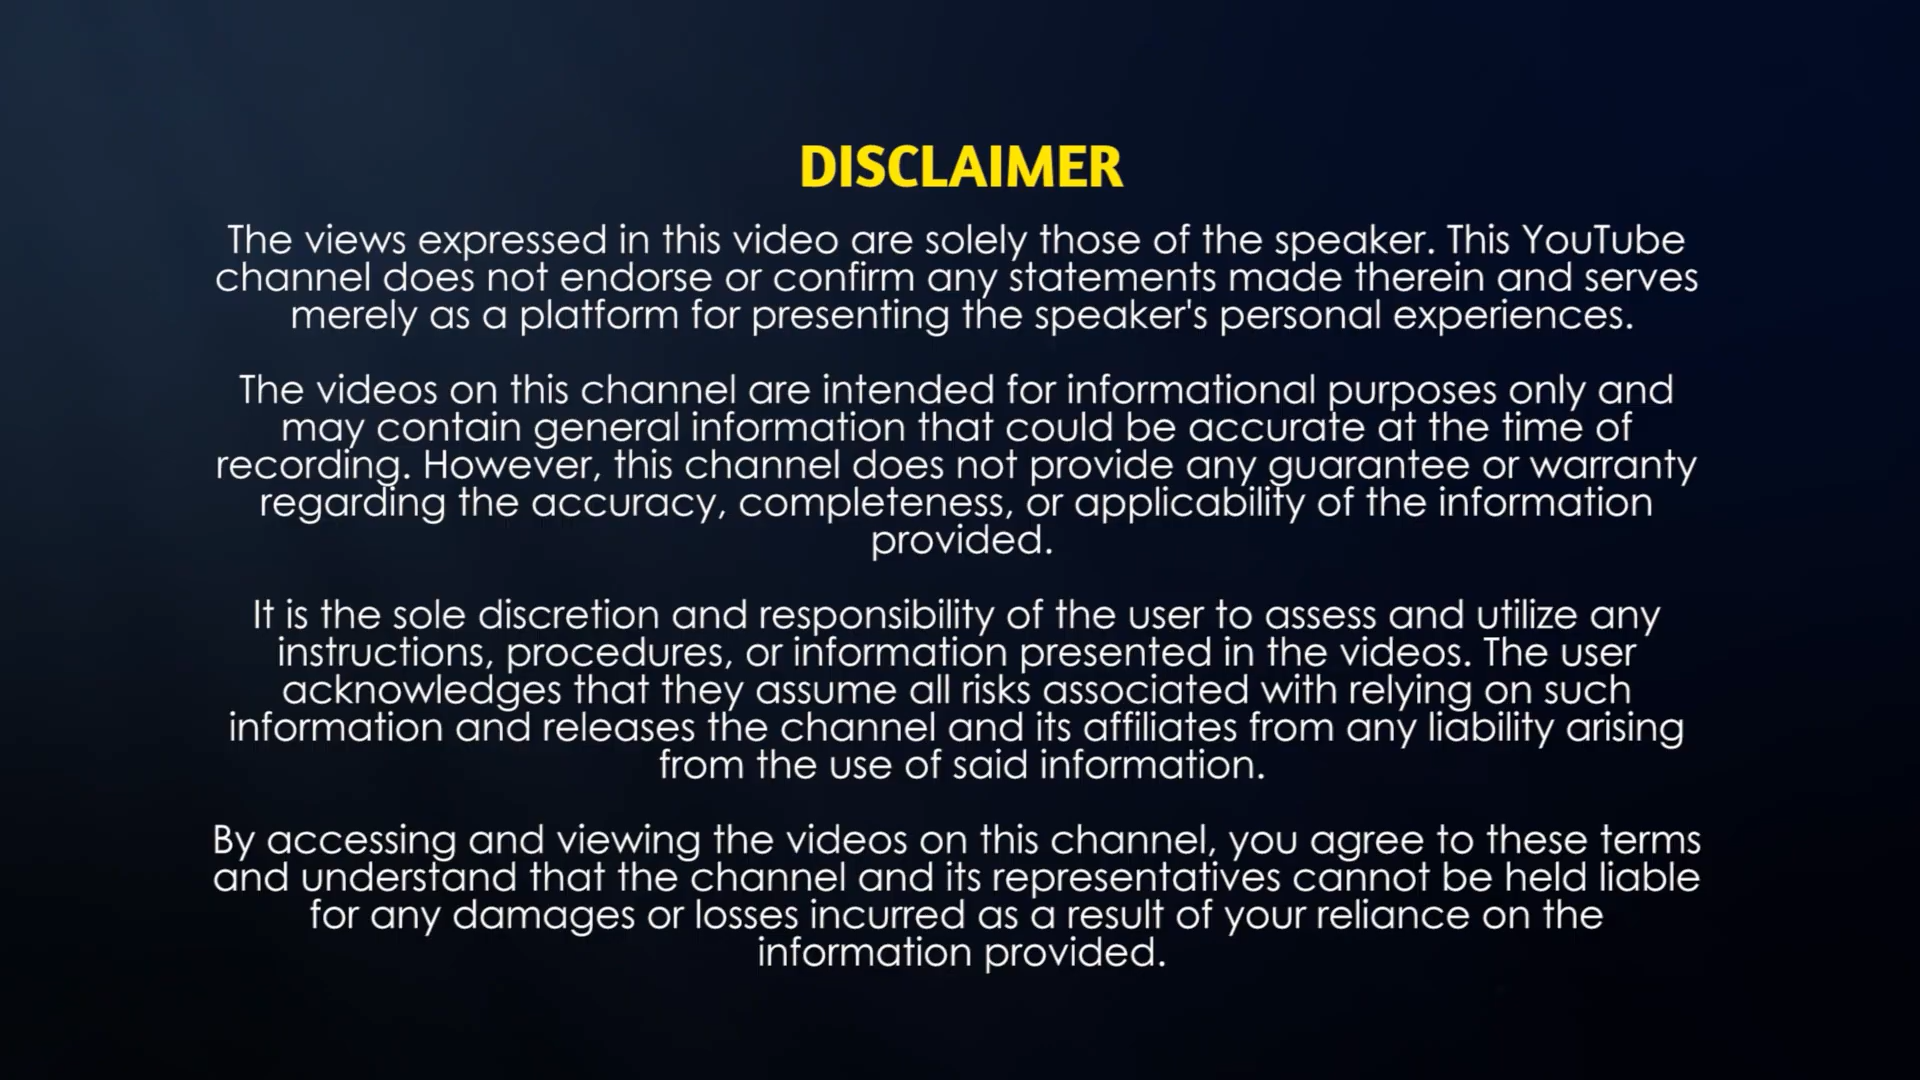 DISCLAIMER
The views expressed in this video are solely those of the speaker. This YouTube
channel does not endorse or confirm any statements made therein and serves
merely as a platform for presenting the speaker's personal experiences.
The videos on this channel are intended for informational purposes only and
may contain general information that could be accurate at the time of
recording. However, this channel does not provide any guarantee or warranty
regarding the accuracy, completeness, or applicability of the information
provided.
It is the sole discretion and responsibility of the user to assess and utilize any
instructions, procedures, or information presented in the videos. The user
acknowledges that they assume all risks associated with relying on such
information and releases the channel and its affiliates from any liability arising
from the use of said information.
By accessing and viewing the videos on this channel, you agree to these terms
and understand that the channel and its representatives cannot be held liable
for any damages or losses incurred as a result of your reliance on the
information provided.